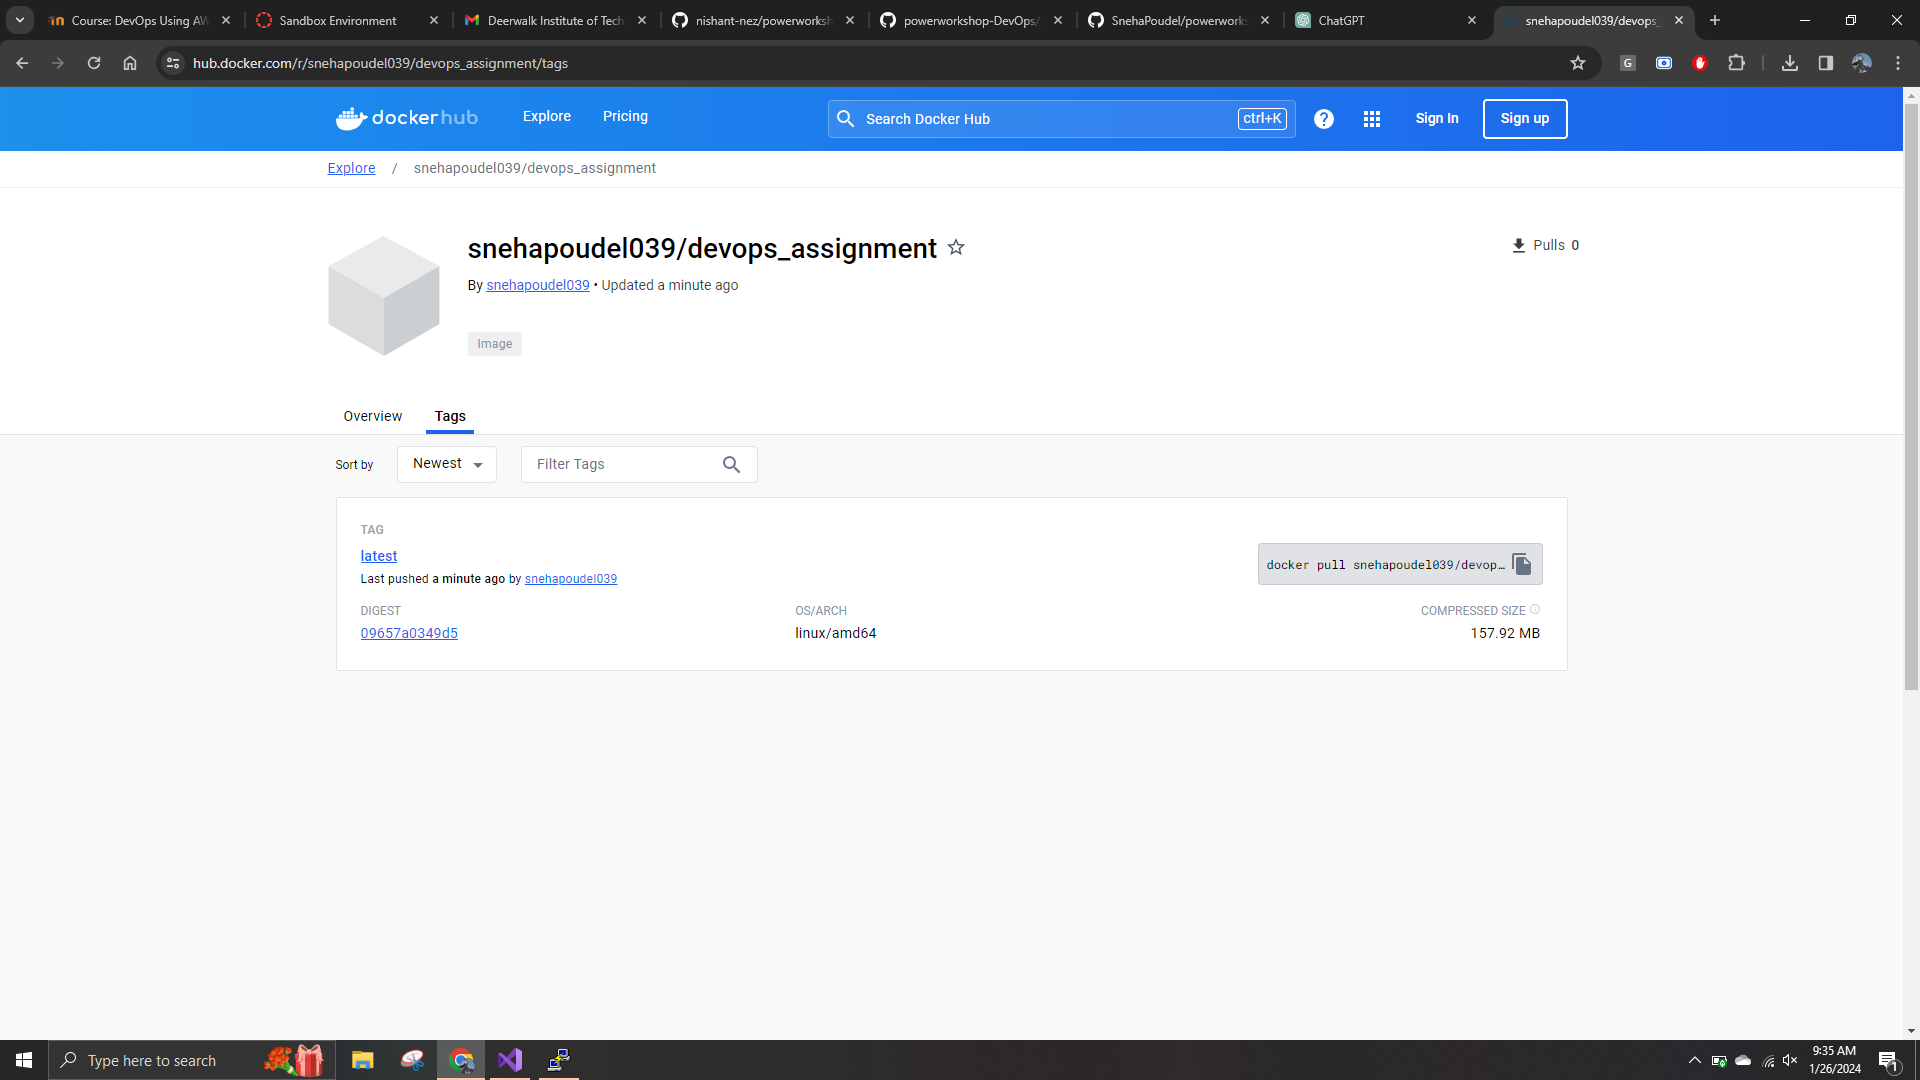 Course: DevOps Using AW
Sandbox Environment
Deerwalk Institute of Tech
nishant-nez/powerworksh
powerworkshop-DevOps/
SnehaPoudel/powerworks
ChatGPT
snehapoudel039/devops_
hub.docker.com/r/snehapoudel039/devops_assignment/tags
G
dockerhub
Explore
Pricing
Search Docker Hub
ctrl+K
?
Sign In
Sign up
Explore / snehapoudel039/devops_assignment
snehapoudel039/devops_assignment
Pulls 0
By snehapoudel039 • Updated a minute ago
Image
Overview
Tags
Sort by
Newest
Filter Tags
TAG
latest
docker pull snehapoudel039/devop…
Last pushed a minute ago by snehapoudel039
DIGEST
OS/ARCH
COMPRESSED SIZE
09657a0349d5
linux/amd64
157.92 MB
Type here to search
9:35 AM
1/26/2024
1